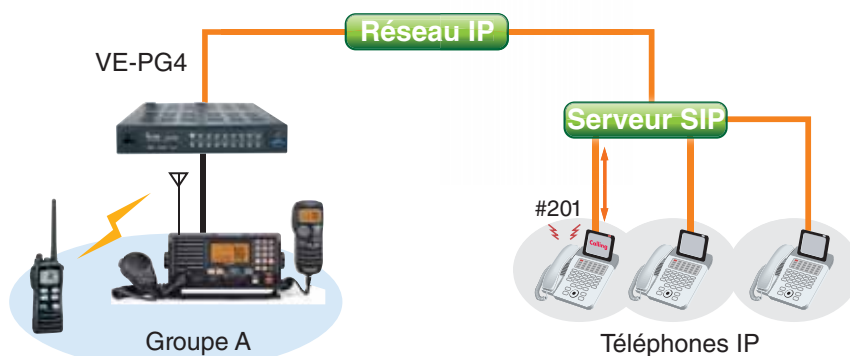 Réseau IP
VE-PG4
Serveur SIP
#201
Calling
Groupe A
Téléphones IP